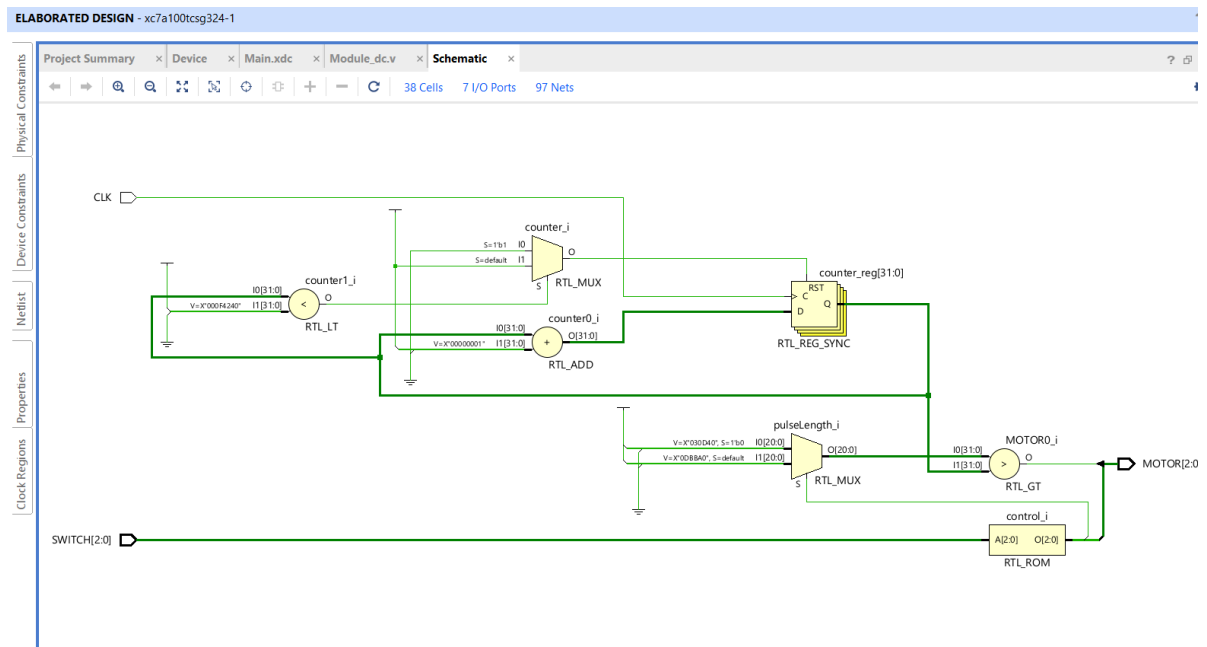 ELABORATED DESIGN - xc7a100tcsg324-1
Project Summary × Device × Main.xdc × Module_dc.v × Schematic ×
?
38 Cells 7 I/O Ports 97 Nets
Physical Constraints
Device Constraints
Netlist
Properties
Clock Regions
CLK
counter_i
S=1'b1 I0
S=default I1
O
S
RTL_MUX
counter1_i
I0[31:0]
V=X"000F4240" I1[31:0]
<
O
RTL_LT
counter0_i
I0[31:0]
V=X"00000001" I1[31:0]
+
O[31:0]
RTL_ADD
counter_reg[31:0]
RST
C
Q
D
RTL_REG_SYNC
pulseLength_i
V=X"030D40", S=1'b0 I0[20:0]
V=X"0DBBA0", S=default I1[20:0]
O[20:0]
S
RTL_MUX
MOTOR0_i
I0[31:0]
I1[31:0]
>
O
RTL_GT
MOTOR[2:0
control_i
SWITCH[2:0]
A[2:0] O[2:0]
RTL_ROM